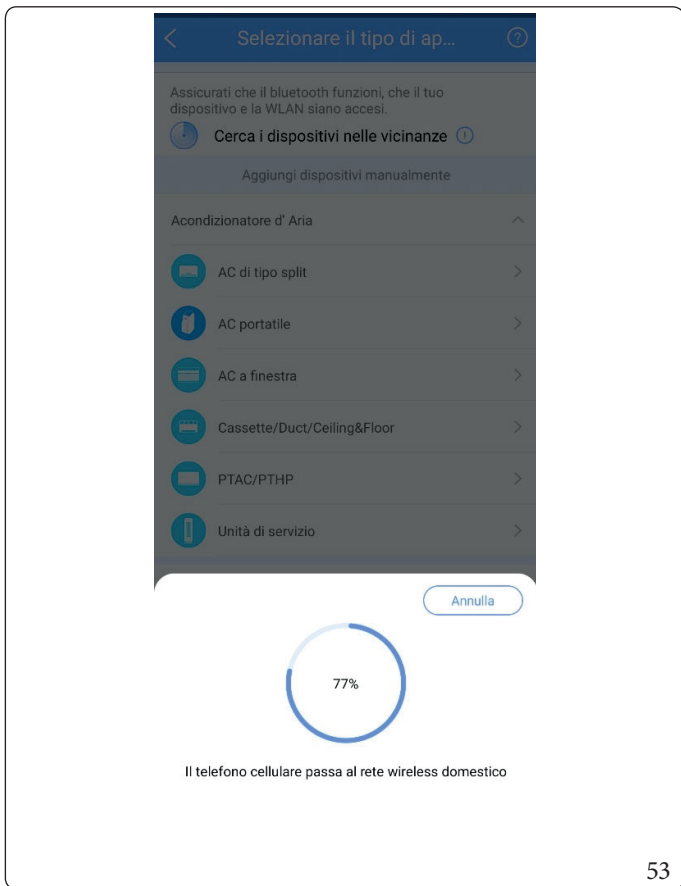 Selezionare il tipo di ap...
Assicurati che il bluetooth funzioni, che il tuo
dispositivo e la WLAN siano accesi.
Cerca i dispositivi nelle vicinanze
Aggiungi dispositivi manualmente
Acondizionatore d' Aria
AC di tipo split
AC portatile
AC a finestra
Cassette/Duct/Ceiling&Floor
PTAC/PTHP
Unità di servizio
Annulla
77%
Il telefono cellulare passa al rete wireless domestico
53